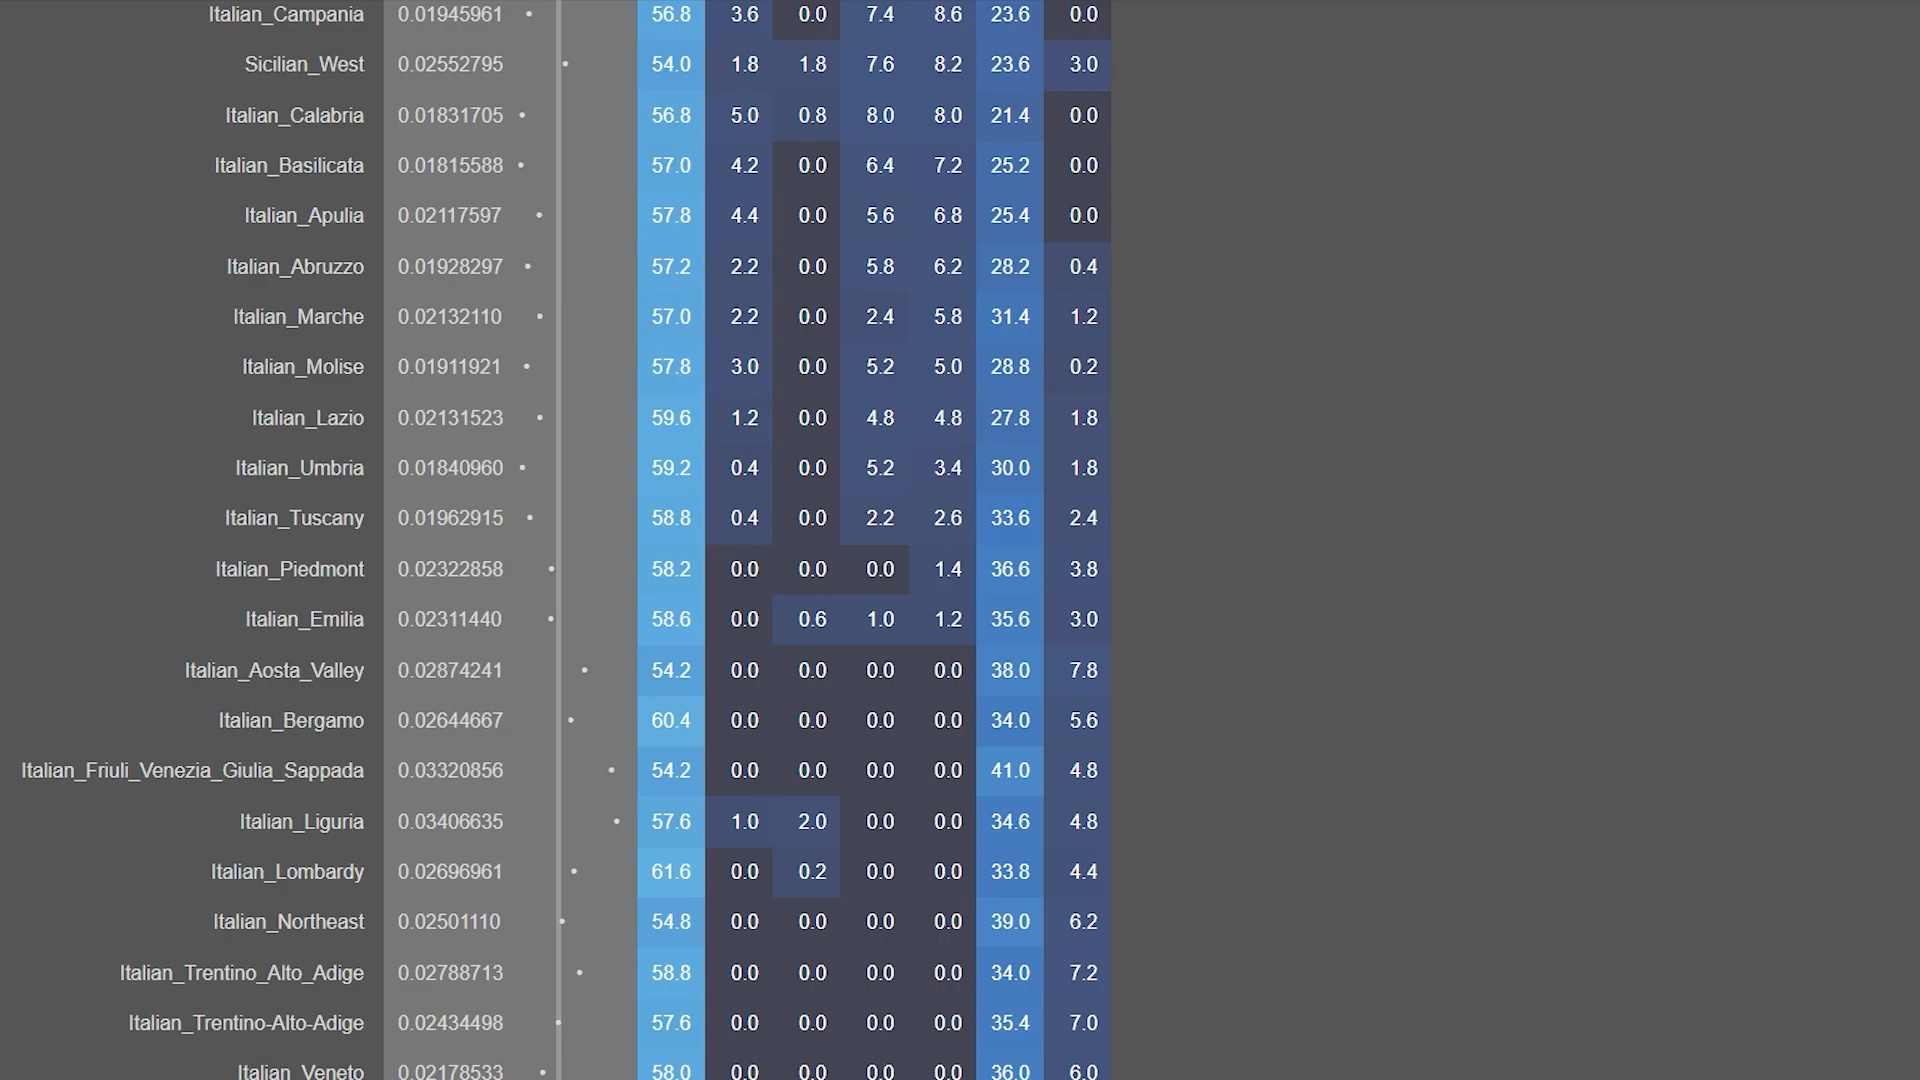 Italian_Campania 0.01945961 56.8 3.6 0.0 7.4 8.6 23.6 0.0
Sicilian_West 0.02552795 54.0 1.8 1.8 7.6 8.2 23.6 3.0
Italian_Calabria 0.01831705 56.8 5.0 0.8 8.0 8.0 21.4 0.0
Italian_Basilicata 0.01815588 57.0 4.2 0.0 6.4 7.2 25.2 0.0
Italian_Apulia 0.02117597 57.8 4.4 0.0 5.6 6.8 25.4 0.0
Italian_Abruzzo 0.01928297 57.2 2.2 0.0 5.8 6.2 28.2 0.4
Italian_Marche 0.02132110 57.0 2.2 0.0 2.4 5.8 31.4 1.2
Italian_Molise 0.01911921 57.8 3.0 0.0 5.2 5.0 28.8 0.2
Italian_Lazio 0.02131523 59.6 1.2 0.0 4.8 4.8 27.8 1.8
Italian_Umbria 0.01840960 59.2 0.4 0.0 5.2 3.4 30.0 1.8
Italian_Tuscany 0.01962915 58.8 0.4 0.0 2.2 2.6 33.6 2.4
Italian_Piedmont 0.02322858 58.2 0.0 0.0 0.0 1.4 36.6 3.8
Italian_Emilia 0.02311440 58.6 0.0 0.6 1.0 1.2 35.6 3.0
Italian_Aosta_Valley 0.02874241 54.2 0.0 0.0 0.0 0.0 38.0 7.8
Italian_Bergamo 0.02644667 60.4 0.0 0.0 0.0 0.0 34.0 5.6
Italian_Friuli_Venezia_Giulia_Sappada 0.03320856 54.2 0.0 0.0 0.0 0.0 41.0 4.8
Italian_Liguria 0.03406635 57.6 1.0 2.0 0.0 0.0 34.6 4.8
Italian_Lombardy 0.02696961 61.6 0.0 0.2 0.0 0.0 33.8 4.4
Italian_Northeast 0.02501110 54.8 0.0 0.0 0.0 0.0 39.0 6.2
Italian_Trentino_Alto_Adige 0.02788713 58.8 0.0 0.0 0.0 0.0 34.0 7.2
Italian_Trentino-Alto-Adige 0.02434498 57.6 0.0 0.0 0.0 0.0 35.4 7.0
Italian_Veneto 0.02178533 58.0 0.0 0.0 0.0 0.0 36.0 6.0